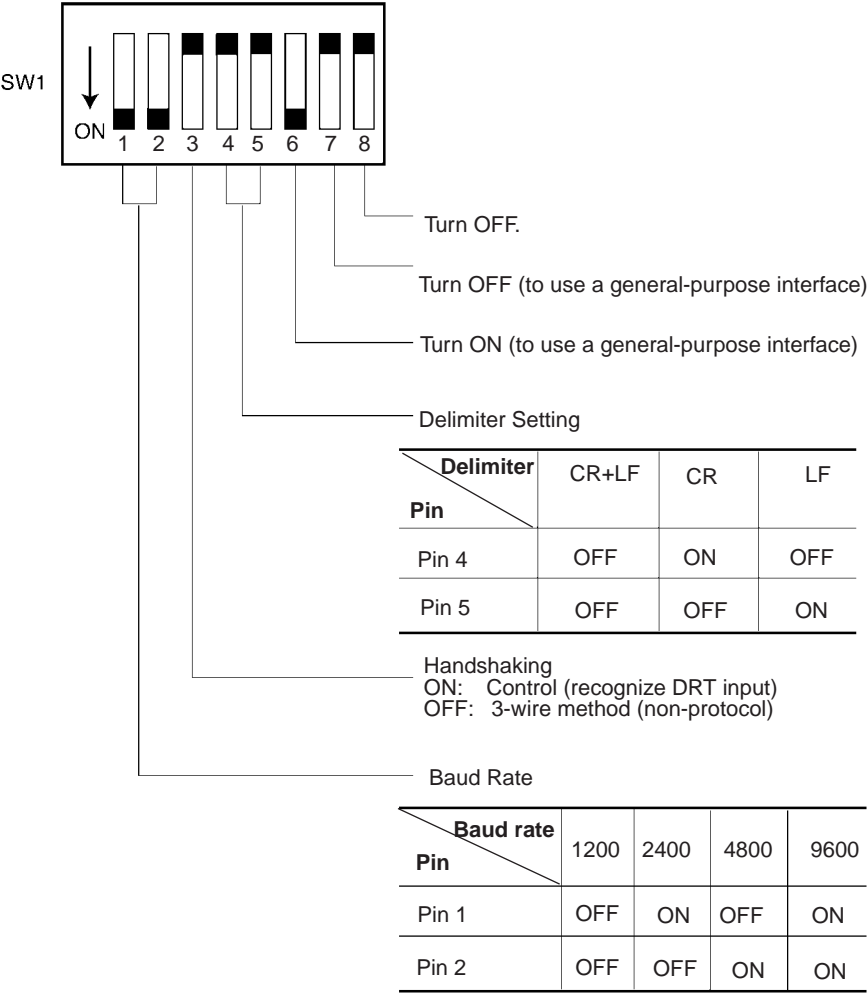 SW1
ON
1 2 3 4 5 6 7 8
Turn OFF.
Turn OFF (to use a general-purpose interface)
Turn ON (to use a general-purpose interface)
Delimiter Setting
Delimiter CR+LF CR LF
Pin
Pin 4 OFF ON OFF
Pin 5 OFF OFF ON
Handshaking
ON: Control (recognize DRT input)
OFF: 3-wire method (non-protocol)
Baud Rate
Baud rate 1200 2400 4800 9600
Pin
Pin 1 OFF ON OFF ON
Pin 2 OFF OFF ON ON